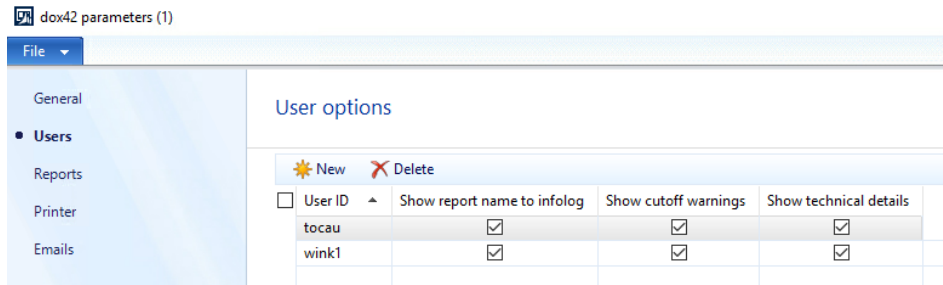 dox42 parameters (1)
File
General
Users
Reports
Printer
Emails
User options
New Delete
User ID Show report name to infolog Show cutoff warnings Show technical details
tocau
wink1